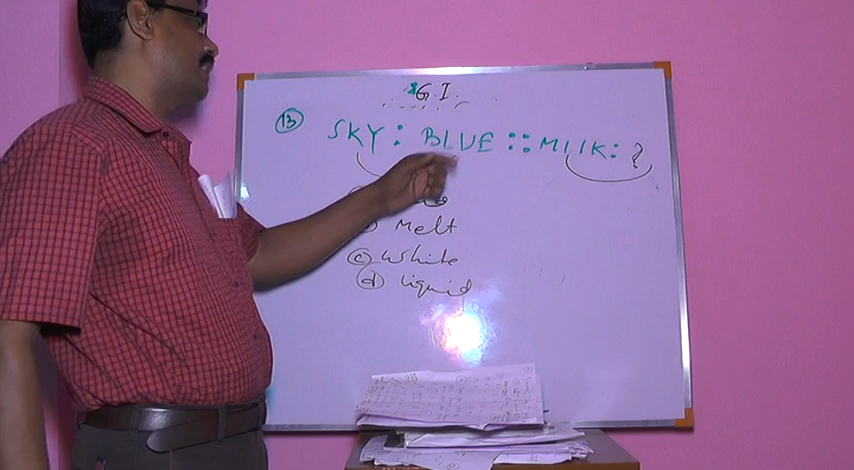 G.I.
13 SKY : BLUE :: MILK : ?
Melt
c White
d liquid